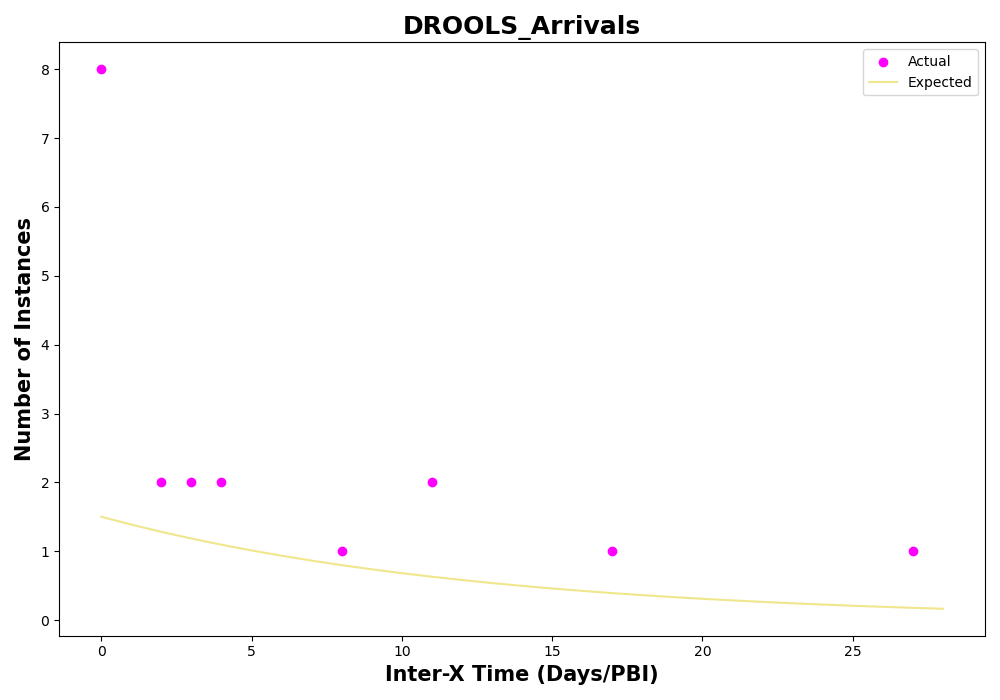 DROOLS_Arrivals
Actual
Expected
Number of Instances
8
7
6
5
4
3
2
1
0
0 5 10 15 20 25
Inter-X Time (Days/PBI)